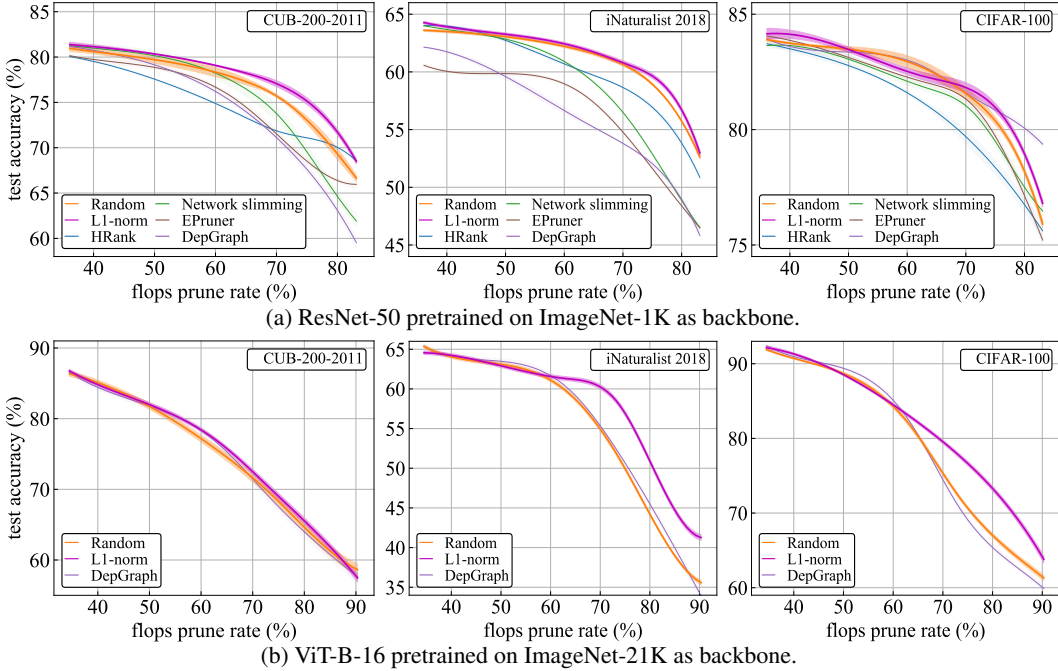 CUB-200-2011
iNaturalist 2018
CIFAR-100
test accuracy (%)
85
80
75
70
65
60
65
60
55
50
45
85
80
75
Random
L1-norm
HRank
Network slimming
EPruner
DepGraph
Random
L1-norm
HRank
Network slimming
EPruner
DepGraph
Random
L1-norm
HRank
Network slimming
EPruner
DepGraph
40 50 60 70 80
40 50 60 70 80
40 50 60 70 80
flops prune rate (%)
flops prune rate (%)
flops prune rate (%)
(a) ResNet-50 pretrained on ImageNet-1K as backbone.
CUB-200-2011
iNaturalist 2018
CIFAR-100
test accuracy (%)
90
80
70
60
65
60
55
50
45
40
35
90
80
70
60
Random
L1-norm
DepGraph
Random
L1-norm
DepGraph
Random
L1-norm
DepGraph
40 50 60 70 80 90
40 50 60 70 80 90
40 50 60 70 80 90
flops prune rate (%)
flops prune rate (%)
flops prune rate (%)
(b) ViT-B-16 pretrained on ImageNet-21K as backbone.